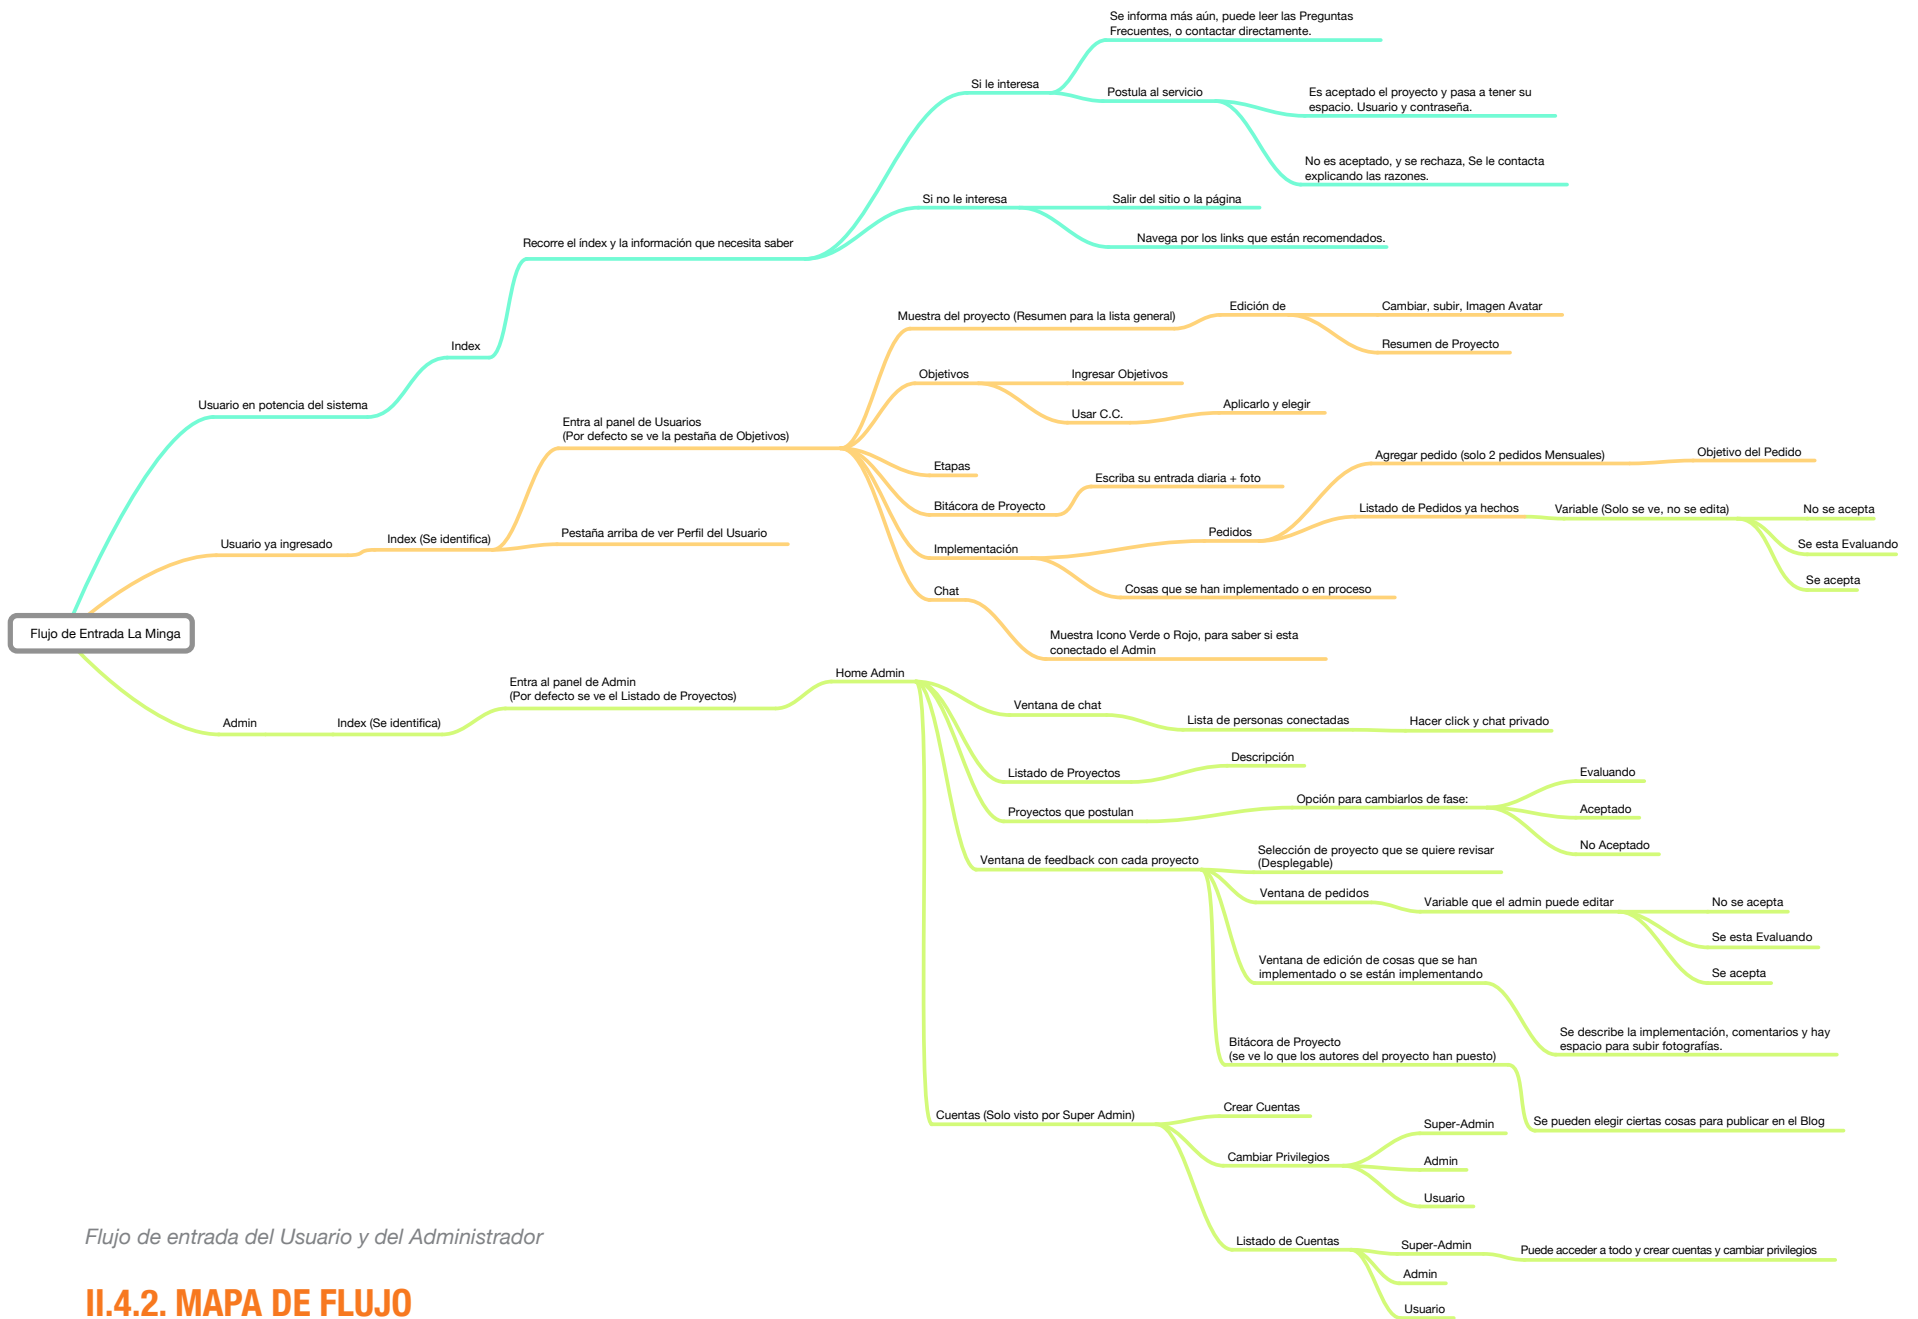 Se informa más aún, puede leer las Preguntas
Frecuentes, o contactar directamente.
Si le interesa
Postula al servicio
Es aceptado el proyecto y pasa a tener su
espacio. Usuario y contraseña.
No es aceptado, y se rechaza, Se le contacta
explicando las razones.
Si no le interesa
Salir del sitio o la página
Navega por los links que están recomendados.
Recorre el índex y la información que necesita saber
Index
Usuario en potencia del sistema
Muestra del proyecto (Resumen para la lista general)
Edición de
Cambiar, subir, Imagen Avatar
Resumen de Proyecto
Objetivos
Ingresar Objetivos
Usar C.C.
Aplicarlo y elegir
Entra al panel de Usuarios
(Por defecto se ve la pestaña de Objetivos)
Etapas
Bitácora de Proyecto
Escriba su entrada diaria + foto
Agregar pedido (solo 2 pedidos Mensuales)
Objetivo del Pedido
Listado de Pedidos ya hechos
Variable (Solo se ve, no se edita)
No se acepta
Se esta Evaluando
Se acepta
Pedidos
Implementación
Cosas que se han implementado o en proceso
Chat
Muestra Icono Verde o Rojo, para saber si esta
conectado el Admin
Usuario ya ingresado
Index (Se identifica)
Pestaña arriba de ver Perfil del Usuario
Flujo de Entrada La Minga
Admin
Index (Se identifica)
Entra al panel de Admin
(Por defecto se ve el Listado de Proyectos)
Home Admin
Ventana de chat
Lista de personas conectadas
Hacer click y chat privado
Listado de Proyectos
Descripción
Proyectos que postulan
Opción para cambiarlos de fase:
Evaluando
Aceptado
No Aceptado
Ventana de feedback con cada proyecto
Selección de proyecto que se quiere revisar
(Desplegable)
Ventana de pedidos
Variable que el admin puede editar
No se acepta
Se esta Evaluando
Se acepta
Ventana de edición de cosas que se han
implementado o se están implementando
Se describe la implementación, comentarios y hay
espacio para subir fotografías.
Bitácora de Proyecto
(se ve lo que los autores del proyecto han puesto)
Se pueden elegir ciertas cosas para publicar en el Blog
Cuentas (Solo visto por Super Admin)
Crear Cuentas
Cambiar Privilegios
Super-Admin
Admin
Usuario
Listado de Cuentas
Super-Admin
Puede acceder a todo y crear cuentas y cambiar privilegios
Admin
Usuario
Flujo de entrada del Usuario y del Administrador
II.4.2. MAPA DE FLUJO